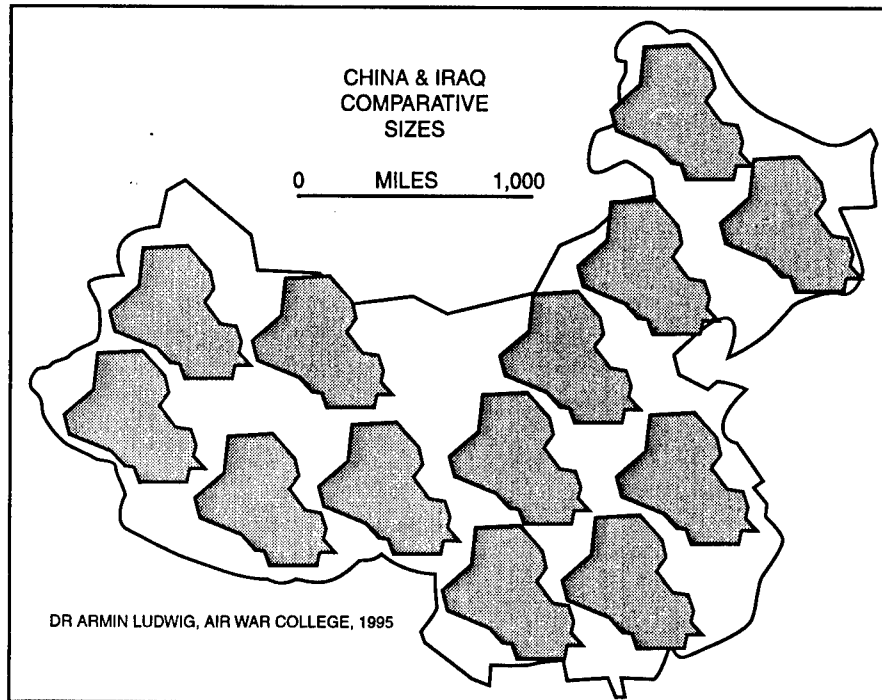 CHINA & IRAQ
COMPARATIVE
SIZES
0 MILES 1,000
DR ARMIN LUDWIG, AIR WAR COLLEGE, 1995